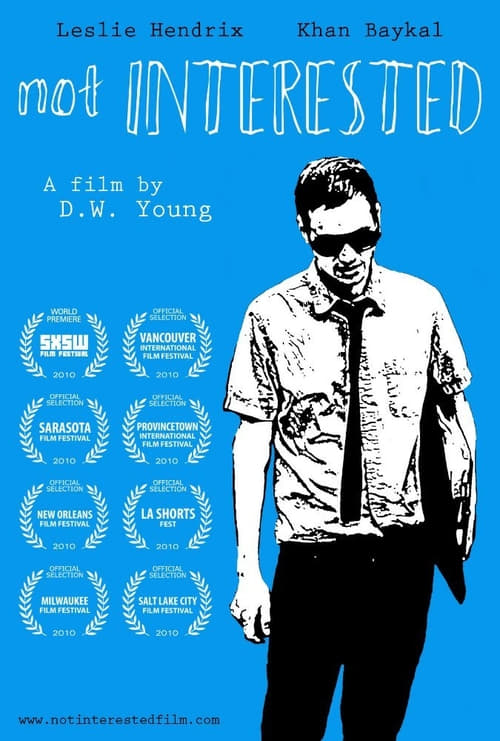 Leslie Hendrix Khan Baykal
not INTERESTED
A film by
D.W. Young
WORLD
PREMIERE
SXSW
FILM FESTIVAL
2010
OFFICIAL
SELECTION
VANCOUVER
INTERNATIONAL
FILM FESTIVAL
2010
OFFICIAL
SELECTION
SARASOTA
FILM FESTIVAL
2010
OFFICIAL
SELECTION
PROVINCETOWN
INTERNATIONAL
FILM FESTIVAL
2010
OFFICIAL
SELECTION
NEW ORLEANS
FILM FESTIVAL
2010
OFFICIAL
SELECTION
LA SHORTS
FEST
2010
OFFICIAL
SELECTION
MILWAUKEE
FILM FESTIVAL
2010
OFFICIAL
SELECTION
SALT LAKE CITY
FILM FESTIVAL
2010
www.notinterestedfilm.com